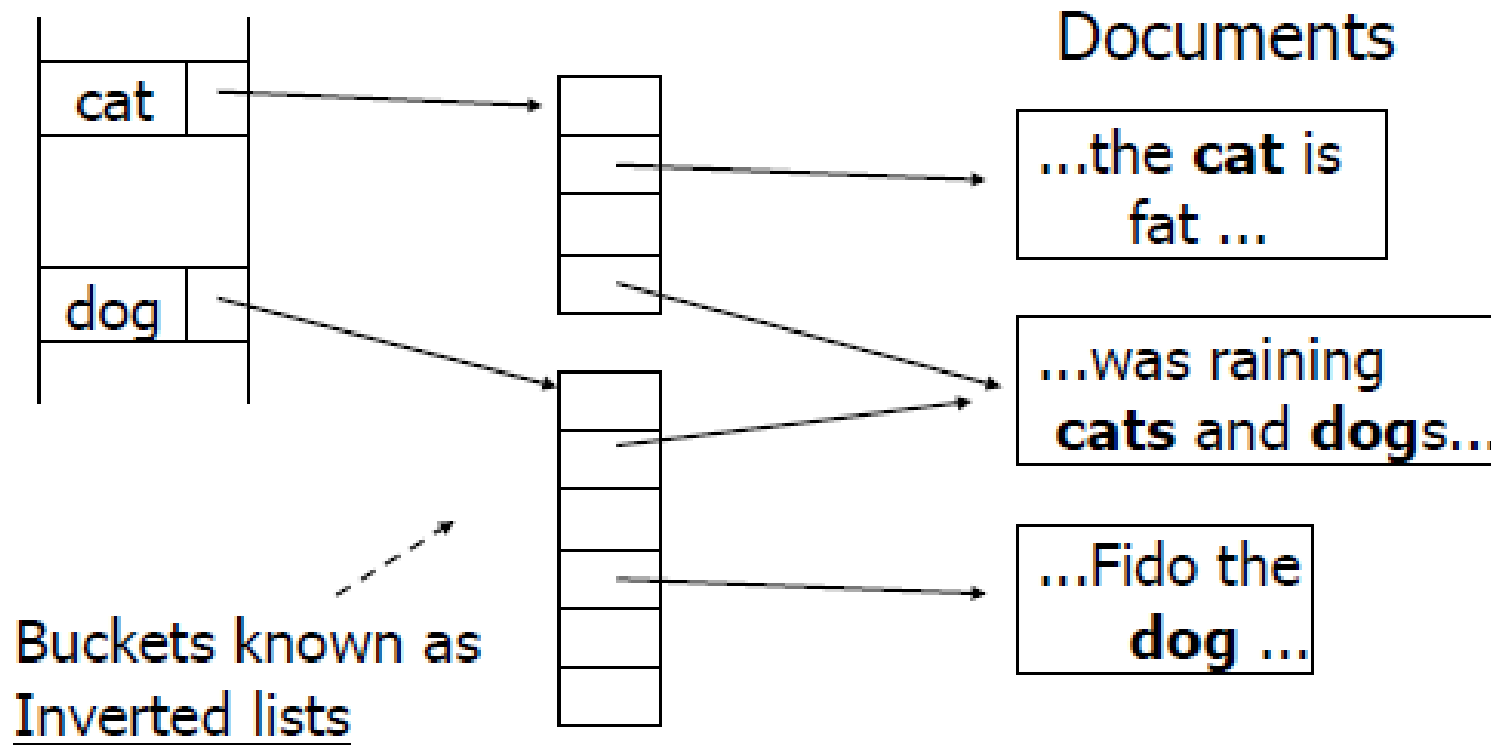 Documents
cat
...the cat is
fat ...
dog
...was raining
cats and dogs...
...Fido the
dog ...
Buckets known as
Inverted lists